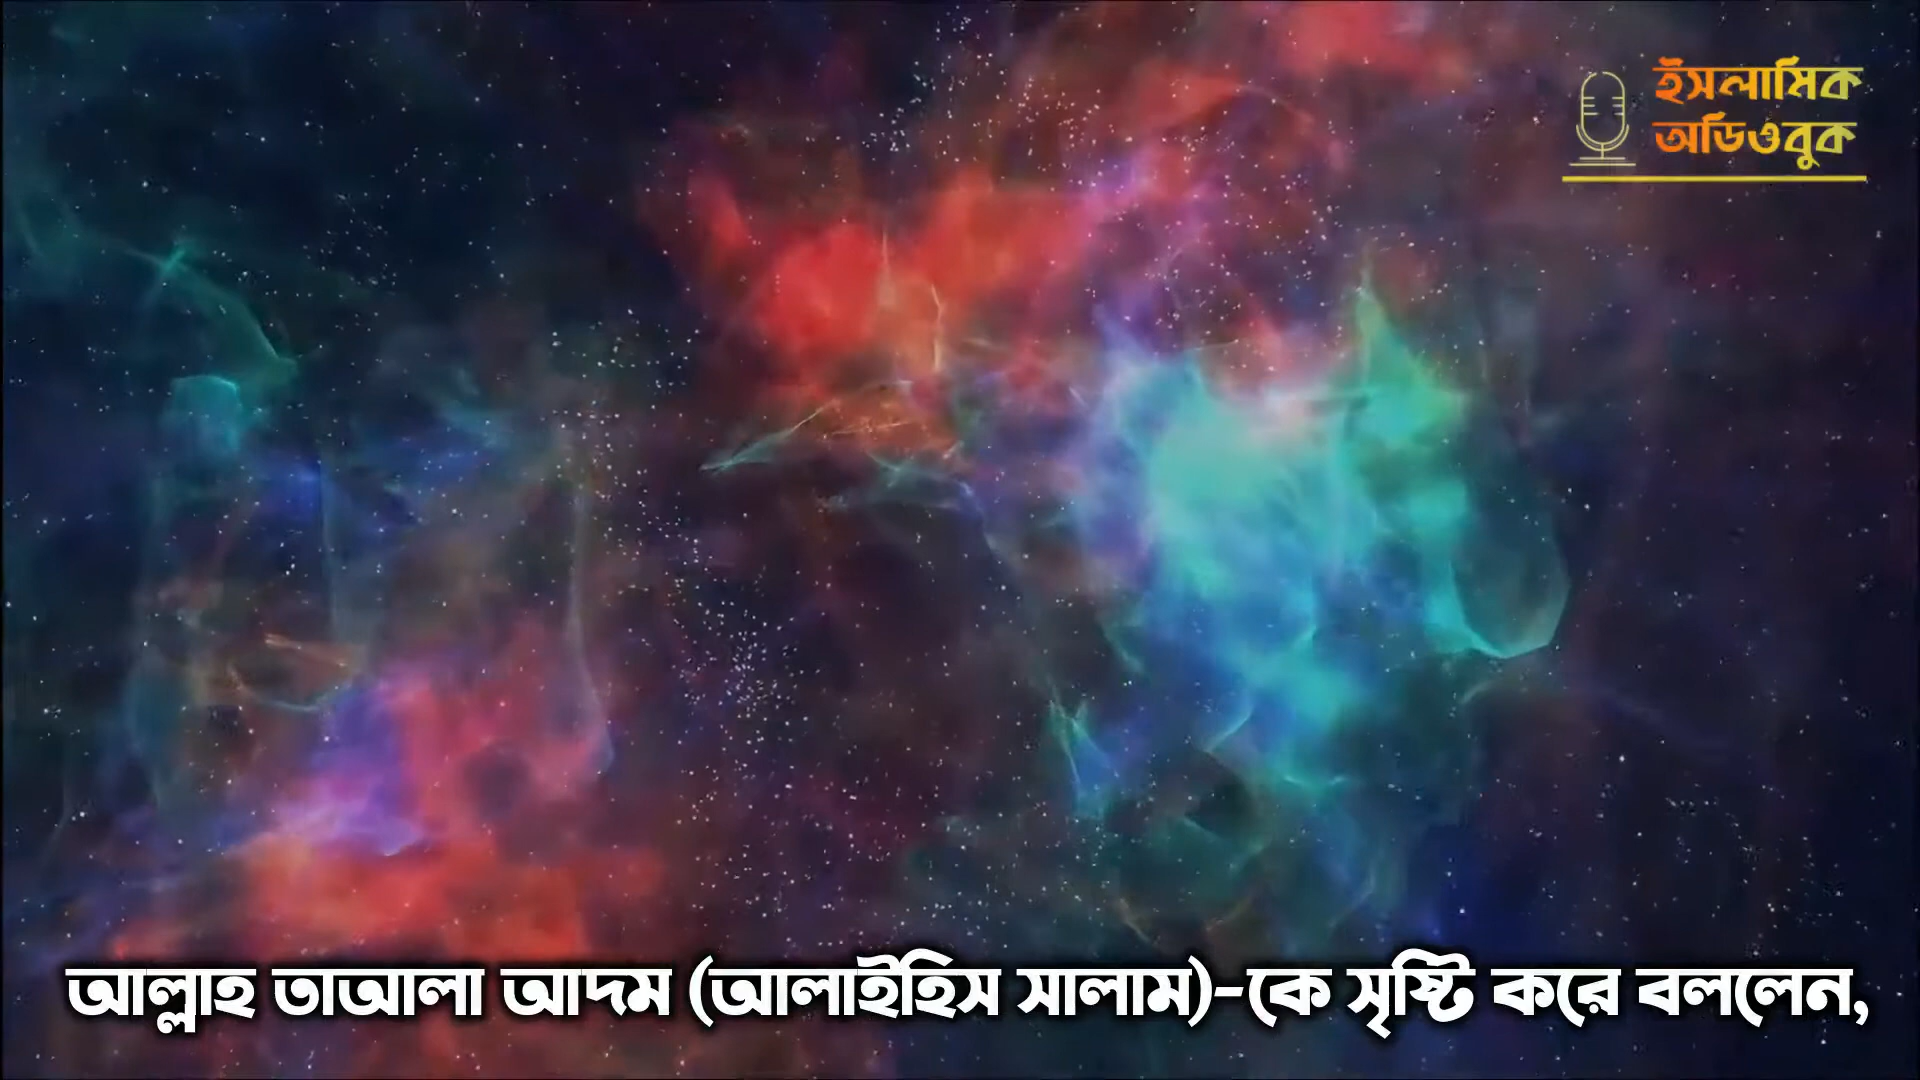 ইসলামিক
অডিওবুক
আল্লাহ তাআলা আদম (আলাইহিস সালাম)-কে সৃষ্টি করে বললেন,